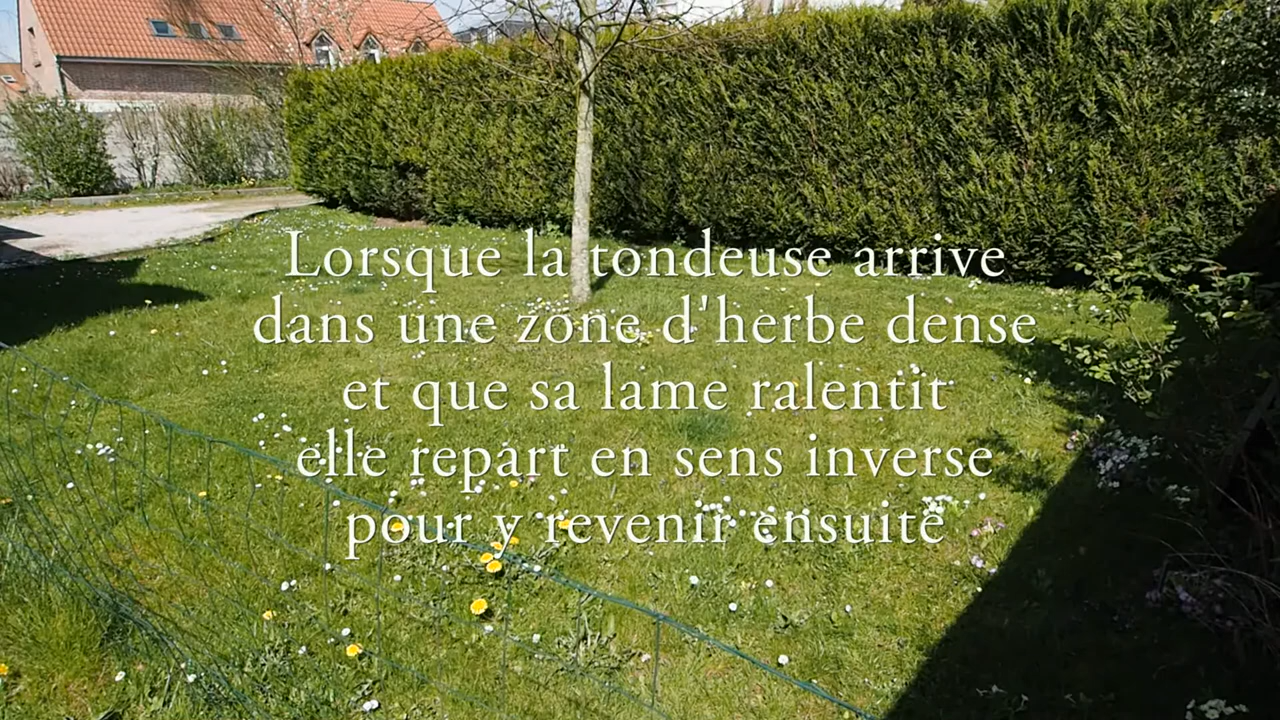 Lorsque la tondeuse arrive
dans une zone d'herbe dense
et que sa lame ralentit
elle repart en sens inverse
pour y revenir ensuite